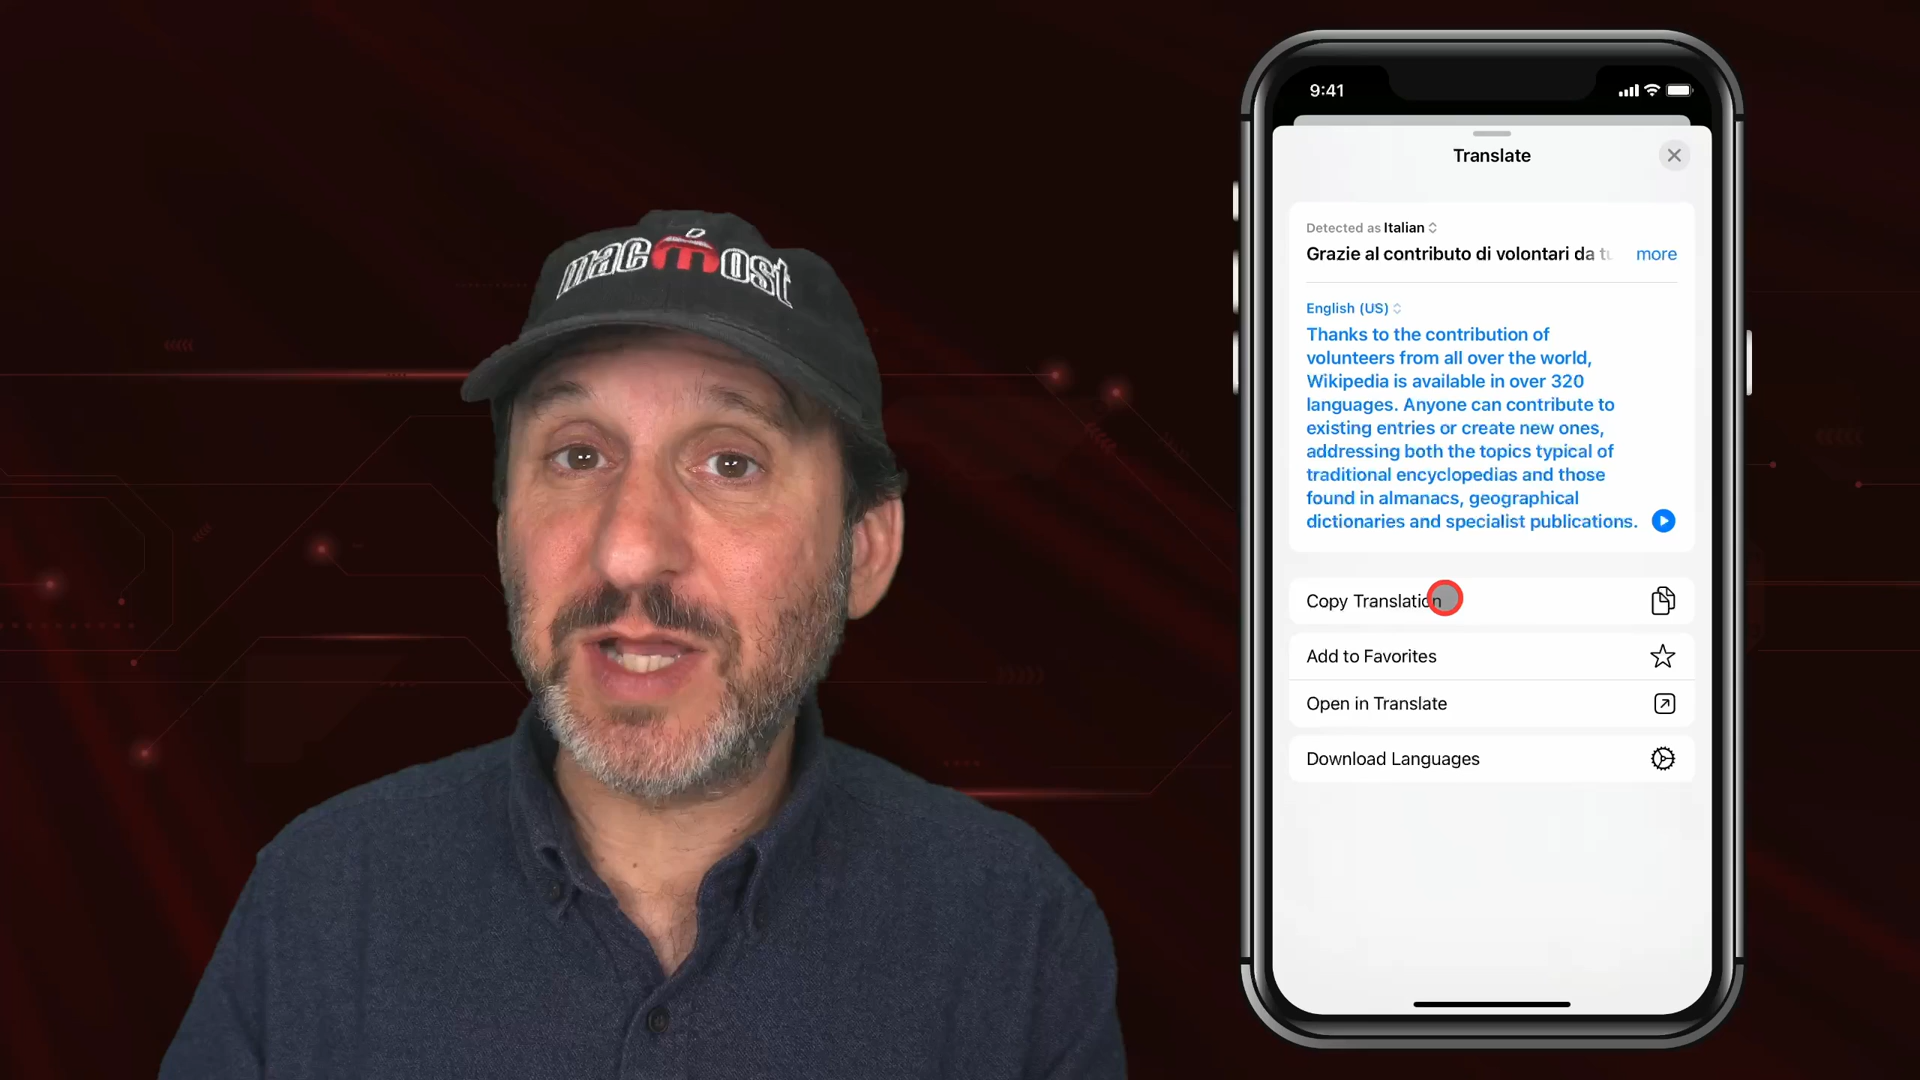 macmost
9:41
Translate
Detected as Italian
Grazie al contributo di volontari da
more
English (US)
Thanks to the contribution of
volunteers from all over the world,
Wikipedia is available in over 320
languages. Anyone can contribute to
existing entries or create new ones,
addressing both the topics typical of
traditional encyclopedias and those
found in almanacs, geographical
dictionaries and specialist publications.
Copy Translation
Add to Favorites
Open in Translate
Download Languages